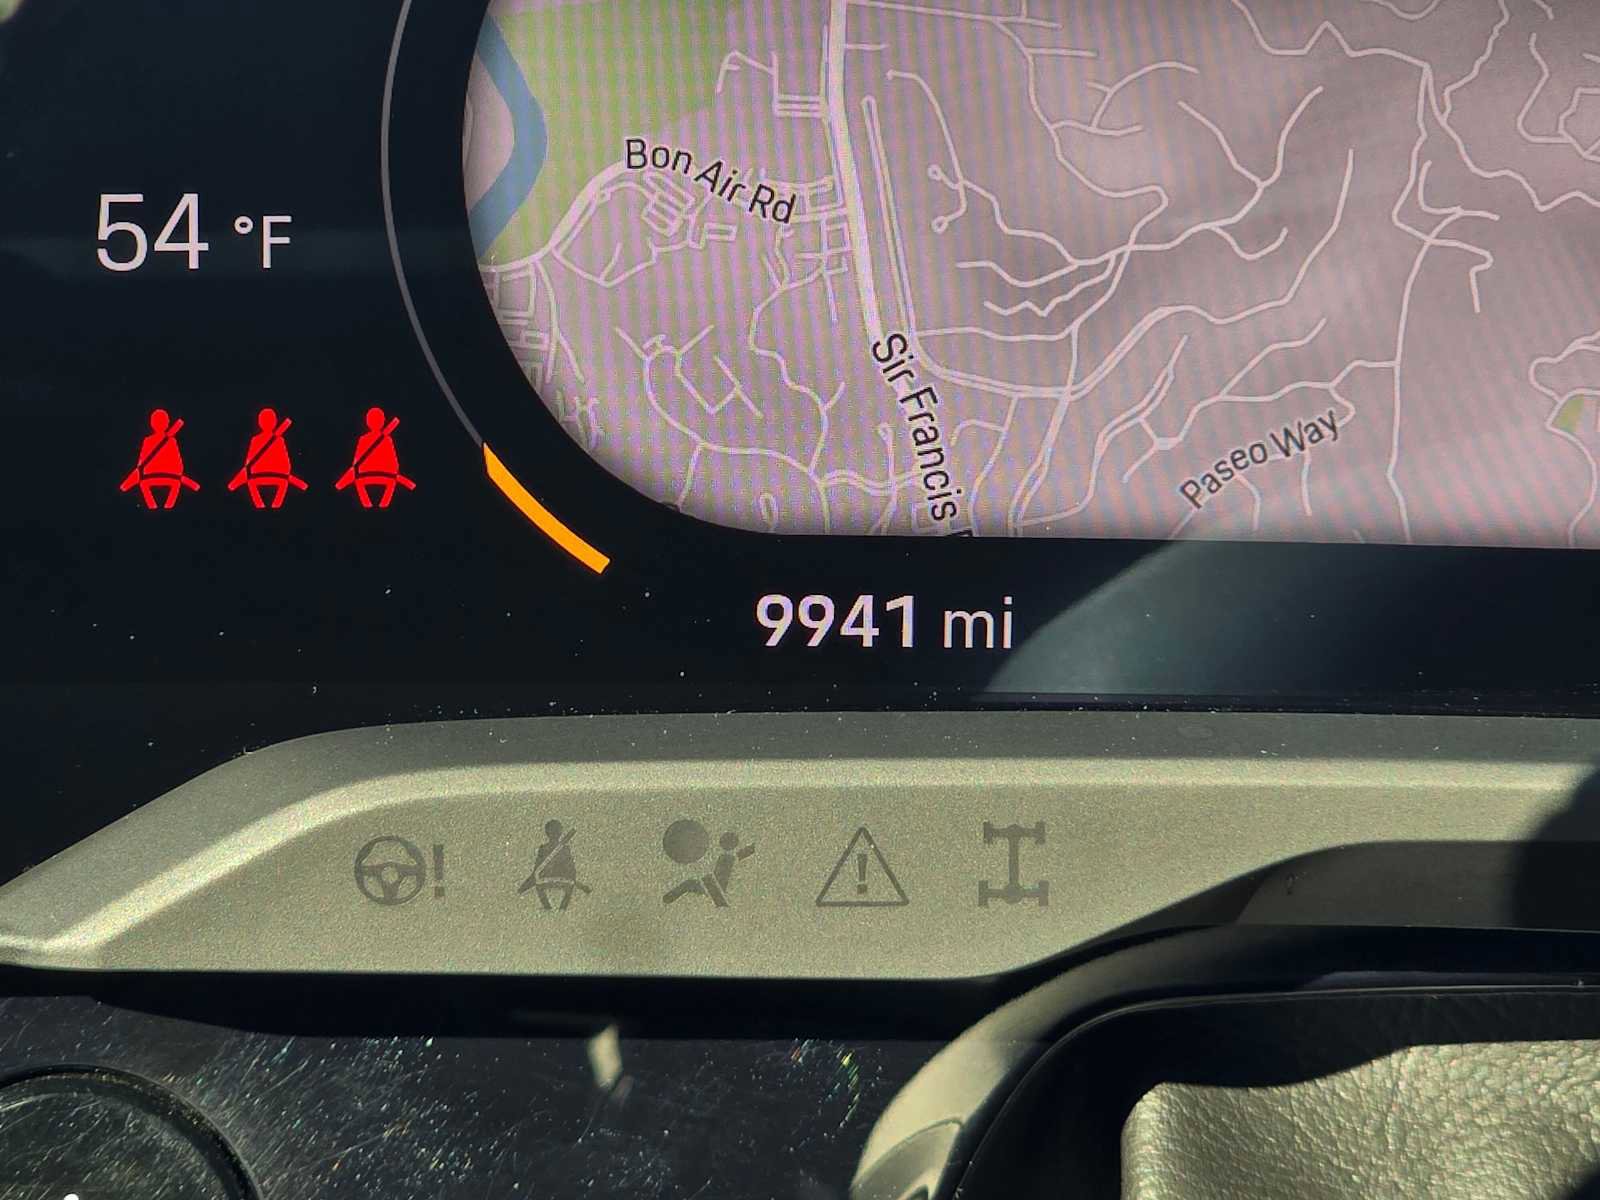 Bon Air Rd
54 °F
Sir Francis
Paseo Way
9941 mi